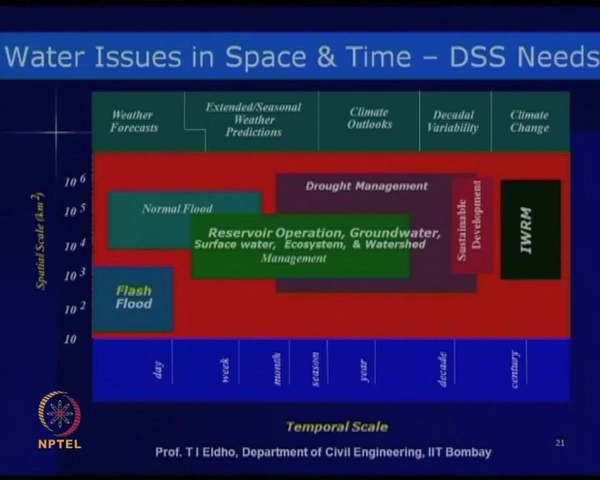 Water Issues in Space & Time – DSS Needs
Weather
Forecasts
Extended/Seasonal
Weather
Predictions
Climate
Outlooks
Decadal
Variability
Climate
Change
Spatial Scale (km²)
10 6
10 5
10 4
10 3
10 2
10
Drought Management
Normal Flood
Reservoir Operation, Groundwater,
Surface water, Ecosystem, & Watershed
Management
Sustainable
Development
IWRM
Flash
Flood
day
week
month
season
year
decade
century
Temporal Scale
NPTEL
Prof. T I Eldho, Department of Civil Engineering, IIT Bombay
21